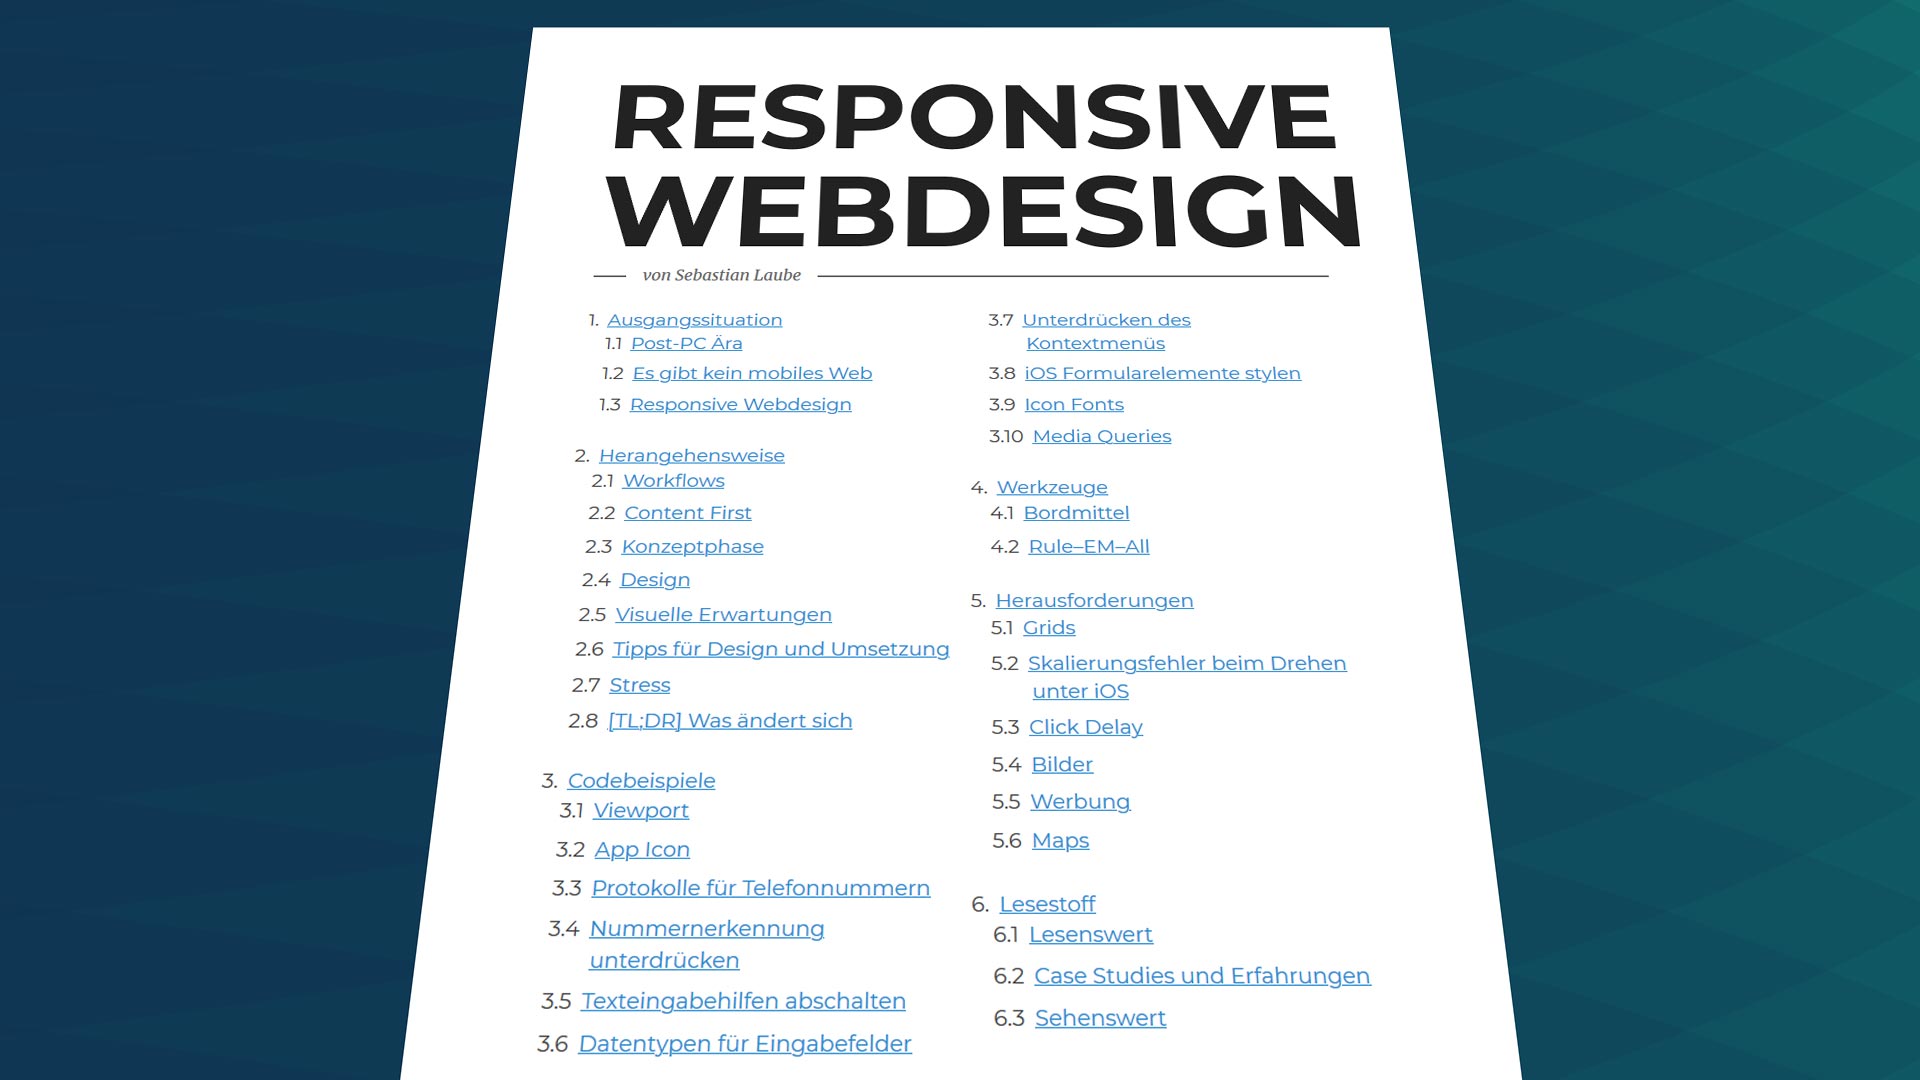 RESPONSIVE
WEBDESIGN
von Sebastian Laube
1. Ausgangssituation
1.1 Post-PC Ära
1.2 Es gibt kein mobiles Web
1.3 Responsive Webdesign
2. Herangehensweise
2.1 Workflows
2.2 Content First
2.3 Konzeptphase
2.4 Design
2.5 Visuelle Erwartungen
2.6 Tipps für Design und Umsetzung
2.7 Stress
2.8 [TL;DR] Was ändert sich
3. Codebeispiele
3.1 Viewport
3.2 App Icon
3.3 Protokolle für Telefonnummern
3.4 Nummernerkennung
unterdrücken
3.5 Texteingabehilfen abschalten
3.6 Datentypen für Eingabefelder
3.7 Unterdrücken des
Kontextmenüs
3.8 iOS Formularelemente stylen
3.9 Icon Fonts
3.10 Media Queries
4. Werkzeuge
4.1 Bordmittel
4.2 Rule–EM–All
5. Herausforderungen
5.1 Grids
5.2 Skalierungsfehler beim Drehen
unter iOS
5.3 Click Delay
5.4 Bilder
5.5 Werbung
5.6 Maps
6. Lesestoff
6.1 Lesenswert
6.2 Case Studies und Erfahrungen
6.3 Sehenswert